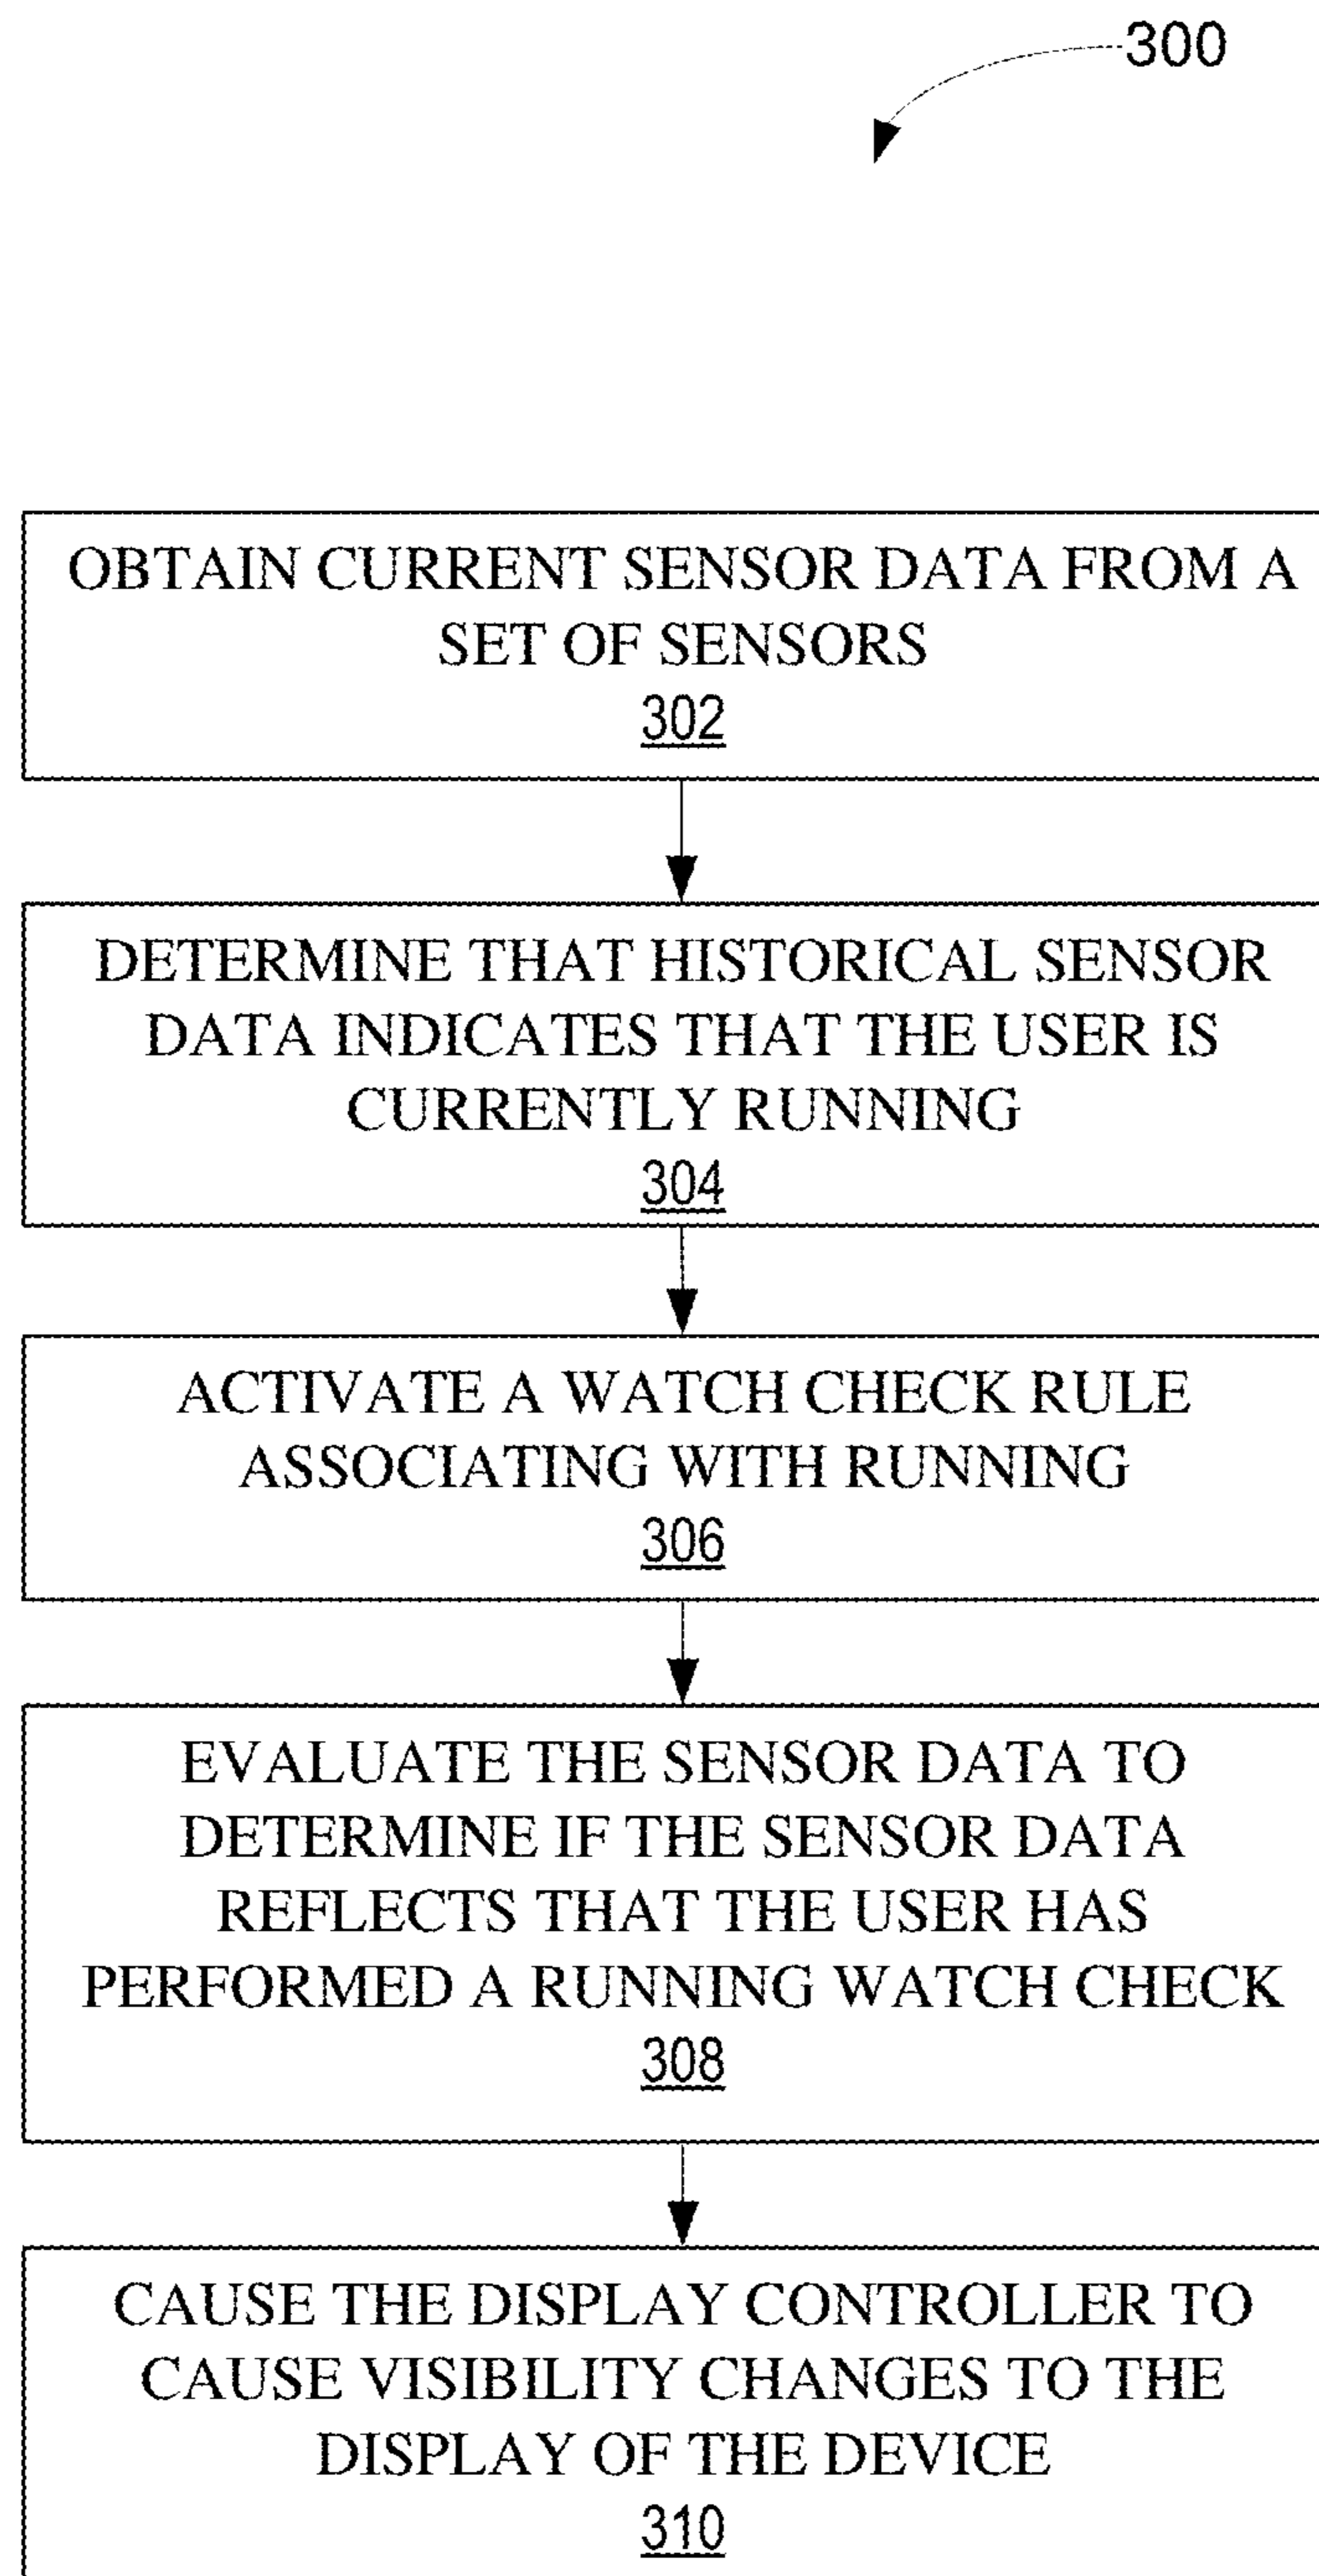 300
OBTAIN CURRENT SENSOR DATA FROM A
SET OF SENSORS
302
DETERMINE THAT HISTORICAL SENSOR
DATA INDICATES THAT THE USER IS
CURRENTLY RUNNING
304
ACTIVATE A WATCH CHECK RULE
ASSOCIATING WITH RUNNING
306
EVALUATE THE SENSOR DATA TO
DETERMINE IF THE SENSOR DATA
REFLECTS THAT THE USER HAS
PERFORMED A RUNNING WATCH CHECK
308
CAUSE THE DISPLAY CONTROLLER TO
CAUSE VISIBILITY CHANGES TO THE
DISPLAY OF THE DEVICE
310